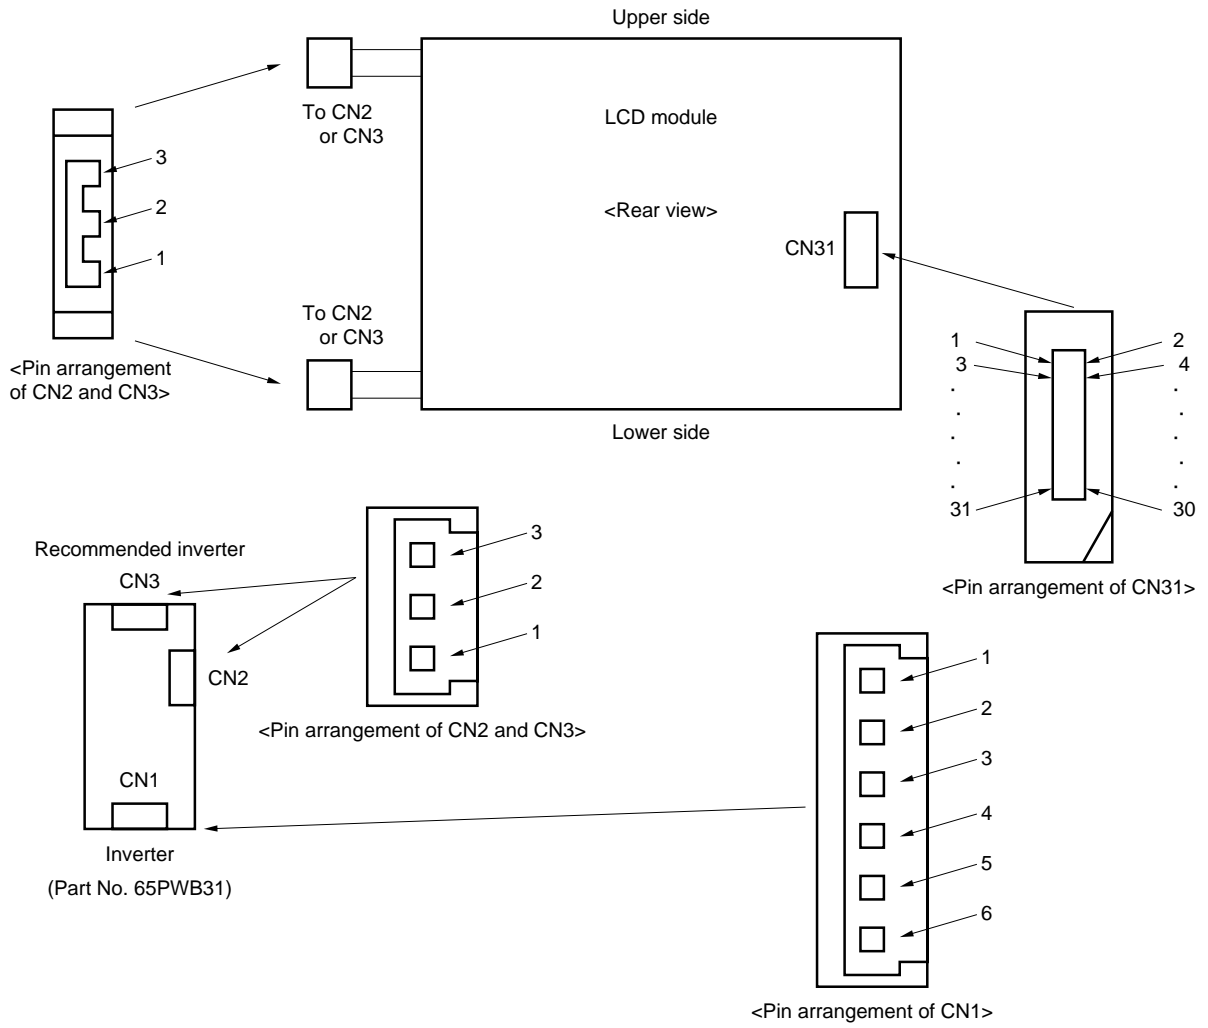 Upper side
To CN2
or CN3
LCD module
3
2
1
<Rear view>
CN31
To CN2
or CN3
<Pin arrangement
of CN2 and CN3>
Lower side
1
2
3
4
31
30
<Pin arrangement of CN31>
Recommended inverter
CN3
CN2
CN1
Inverter
(Part No. 65PWB31)
3
2
1
<Pin arrangement of CN2 and CN3>
1
2
3
4
5
6
<Pin arrangement of CN1>